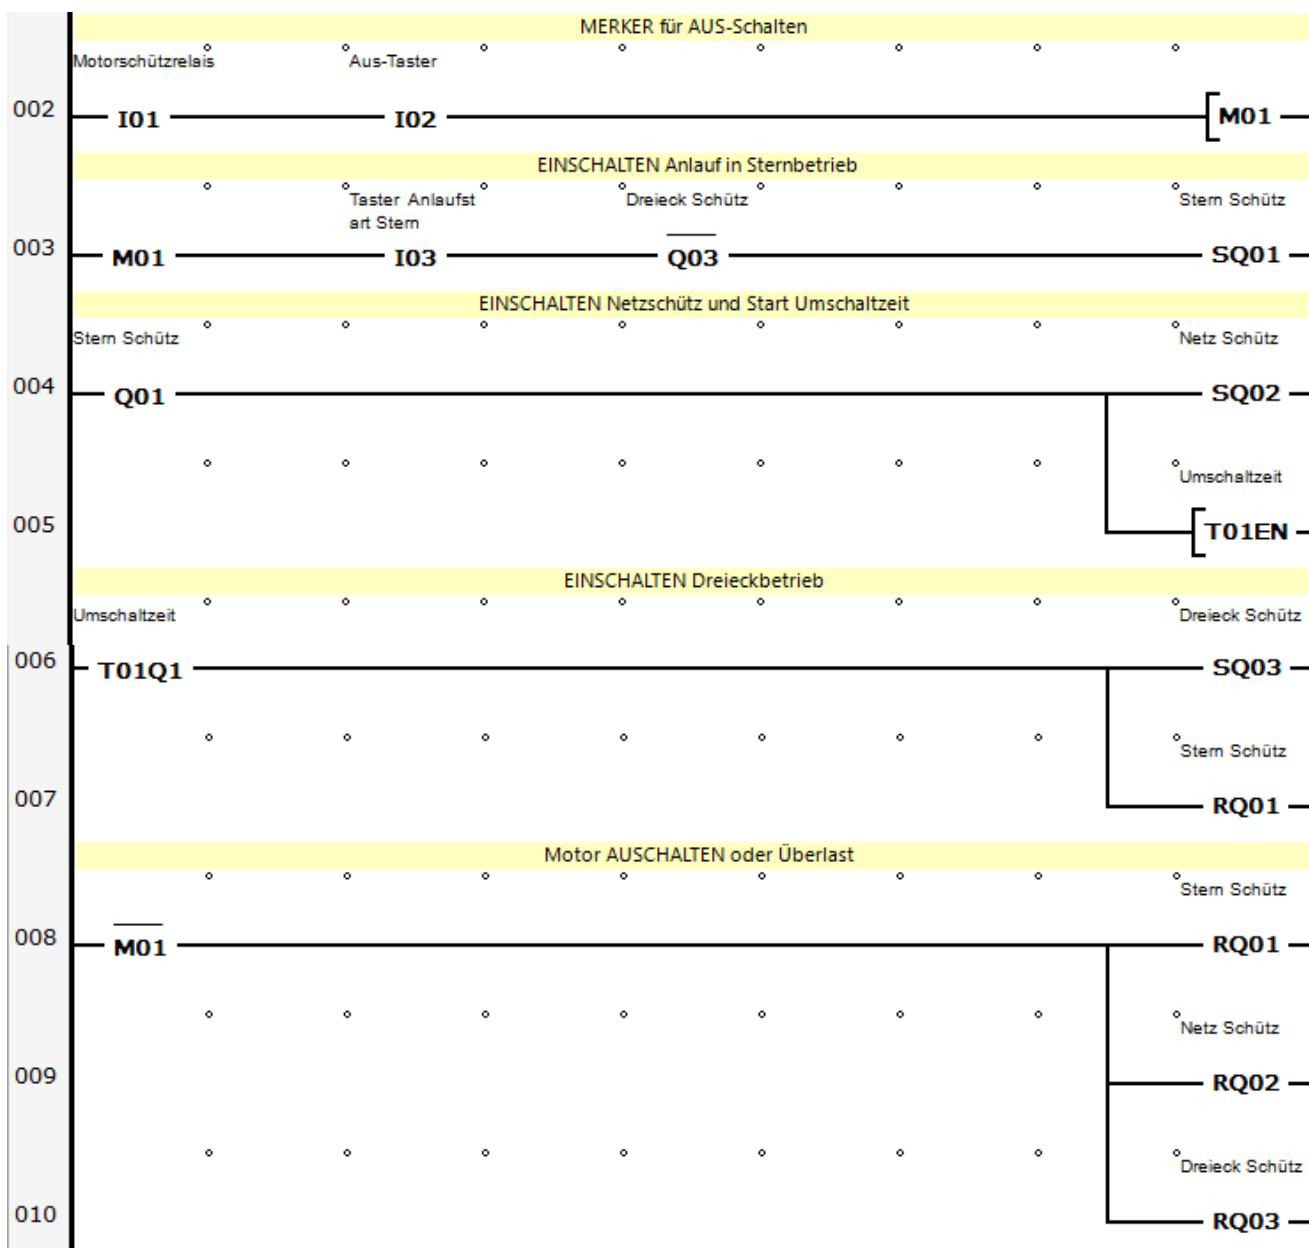 MERKER für AUS-Schalten
Motorschützrelais Aus-Taster
002 I01 I02 M01
EINSCHALTEN Anlauf in Sternbetrieb
Taster Anlaufst Dreieck Schütz Stern Schütz
art Stern
003 M01 I03 Q03 SQ01
EINSCHALTEN Netzschütz und Start Umschaltzeit
Stern Schütz Netz Schütz
004 Q01 SQ02
Umschaltzeit
005 T01EN
EINSCHALTEN Dreieckbetrieb
Umschaltzeit Dreieck Schütz
006 T01Q1 SQ03
Stern Schütz
007 RQ01
Motor AUSCHALTEN oder Überlast
Stern Schütz
008 M01 RQ01
Netz Schütz
009 RQ02
Dreieck Schütz
010 RQ03